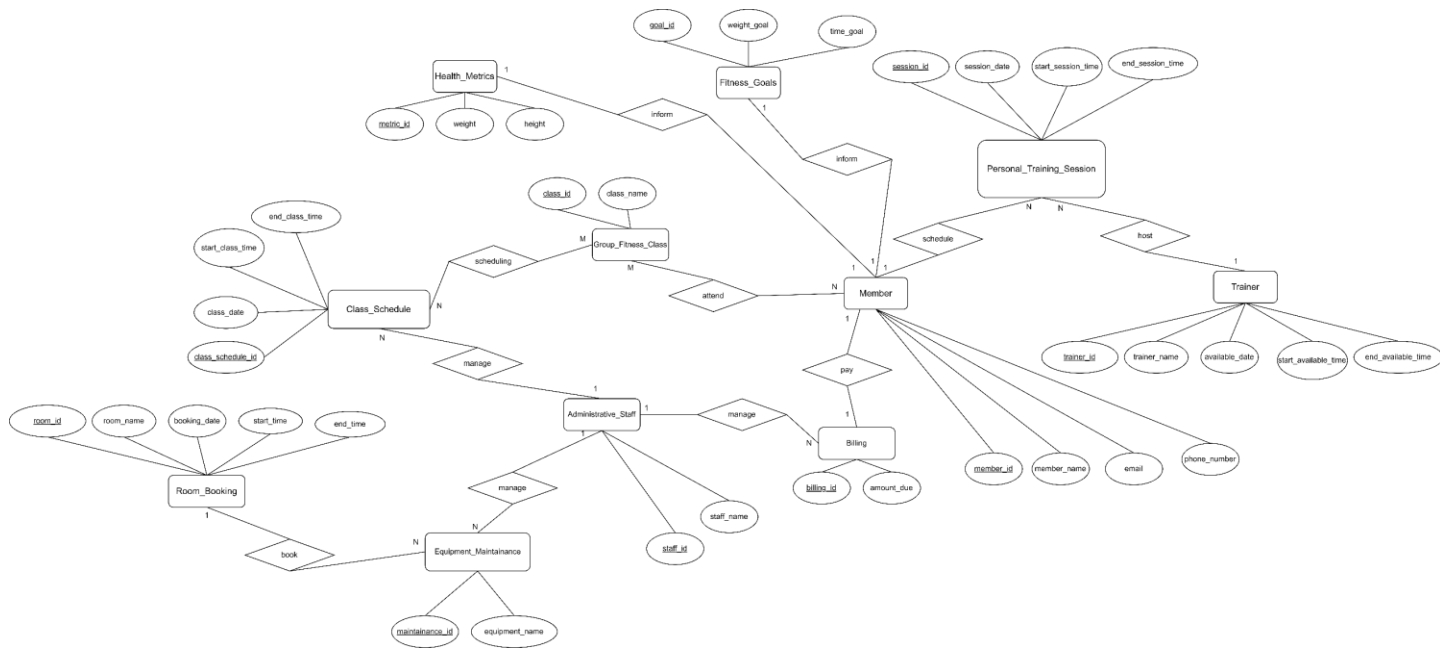 goal_id
weight_goal
time_goal
Health_Metrics
1
metric_id
weight
height
inform
Fitness_Goals
1
inform
session_id
session_date
start_session_time
end_session_time
Personal_Training_Session
N
N
schedule
host
class_id
class_name
M
Group_Fitness_Class
M
end_class_time
start_class_time
class_date
class_schedule_id
scheduling
N
Class_Schedule
N
attend
N
1
1
1
Member
1
1
Trainer
trainer_id
trainer_name
available_date
start_available_time
end_available_time
manage
pay
1
1
Administrative_Staff
1
1
manage
N
Billing
billing_id
amount_due
member_id
member_name
email
phone_number
room_id
room_name
booking_date
start_time
end_time
Room_Booking
1
book
N
manage
N
Equipment_Maintainance
staff_name
staff_id
maintainance_id
equipment_name